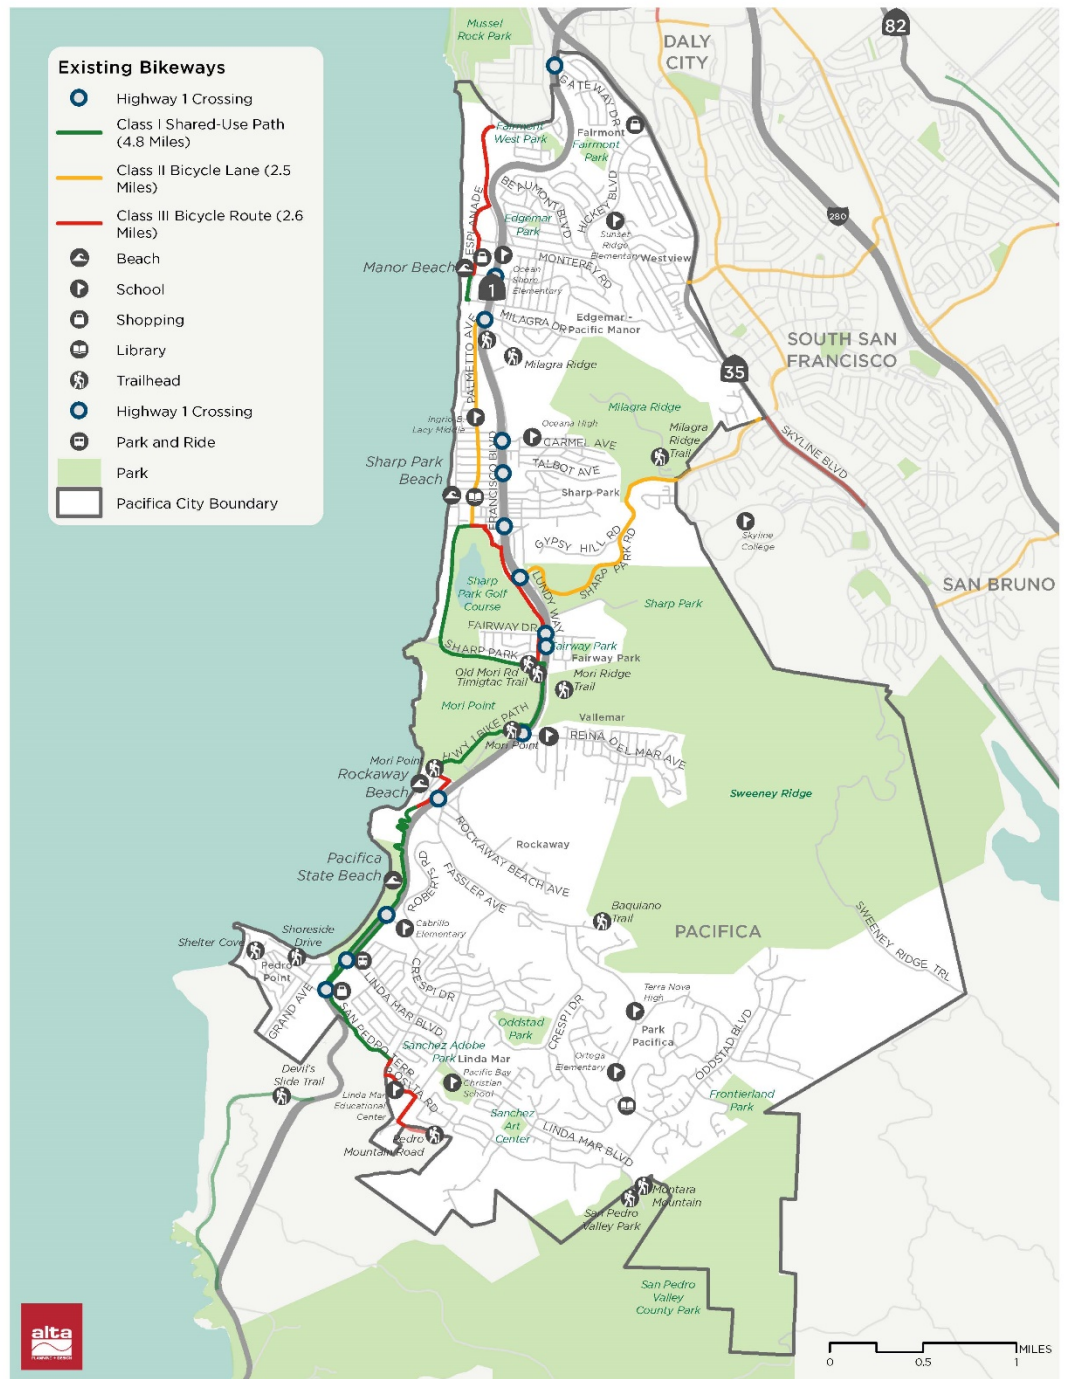 Existing Bikeways
Highway 1 Crossing
Class I Shared-Use Path
(4.8 Miles)
Class II Bicycle Lane (2.5
Miles)
Class III Bicycle Route (2.6
Miles)
Beach
School
Shopping
Library
Trailhead
Highway 1 Crossing
Park and Ride
Park
Pacifica City Boundary
Mussel
Rock Park
DALY
CITY
82
GATEWAY DR
Fairmont
West Park
Fairmont
Fairmont
Park
BEAUMONT BLVD
HICKEY BLVD
ESPLANADE
Edgemar
Park
280
Sunset
Ridge
Elementary
Westview
MONTEREY RD
Manor Beach
Ocean
Shore
Elementary
1
MILAGRA DR
Edgemar -
Pacific Manor
PALMETTO AVE
Milagra Ridge
SOUTH SAN
FRANCISCO
35
Milagra Ridge
Ingrid B.
Lacy Middle
Oceana High
CARMEL AVE
Milagra
Ridge
Trail
SKYLINE BLVD
FRANCISCO BLVD
TALBOT AVE
Sharp Park
Beach
Sharp Park
GYPSY HILL RD
Skyline
College
SHARP PARK RD
SAN BRUNO
Sharp
Park Golf
Course
LUNDY WAY
Sharp Park
FAIRWAY DR
Fairway Park
Fairway Park
SHARP PARK
Old Mori Rd
Timigtac Trail
Mori Ridge
Trail
Mori Point
Vallemar
HWY 1 BIKE PATH
Mori Point
REINA DEL MAR AVE
Mori Point
Rockaway
Beach
Sweeney Ridge
ROCKAWAY BEACH AVE
Rockaway
Pacifica
State Beach
ROBERTS RD
FASSLER AVE
Baquiano
Trail
SWEENEY RIDGE TRL
Cabrillo
Elementary
PACIFICA
Shoreside
Drive
Shelter Cove
Pedro
Point
GRAND AVE
CRESPI DR
LINDA MAR BLVD
Terra Nova
High
CRESPI DR
Oddstad
Park
Park
Pacifica
ODDSTAD BLVD
SAN PEDRO TERR
Sanchez Adobe
Park
Linda Mar
Ortega
Elementary
Devil's
Slide Trail
Pacific Bay
Christian
School
ROSITA RD
Linda Mar
Educational
Center
Frontierland
Park
Sanchez
Art
Center
LINDA MAR BLVD
Pedro
Mountain Road
Montara
Mountain
San Pedro
Valley Park
San Pedro
Valley
County Park
alta
PLANNING + DESIGN
MILES
0 0.5 1